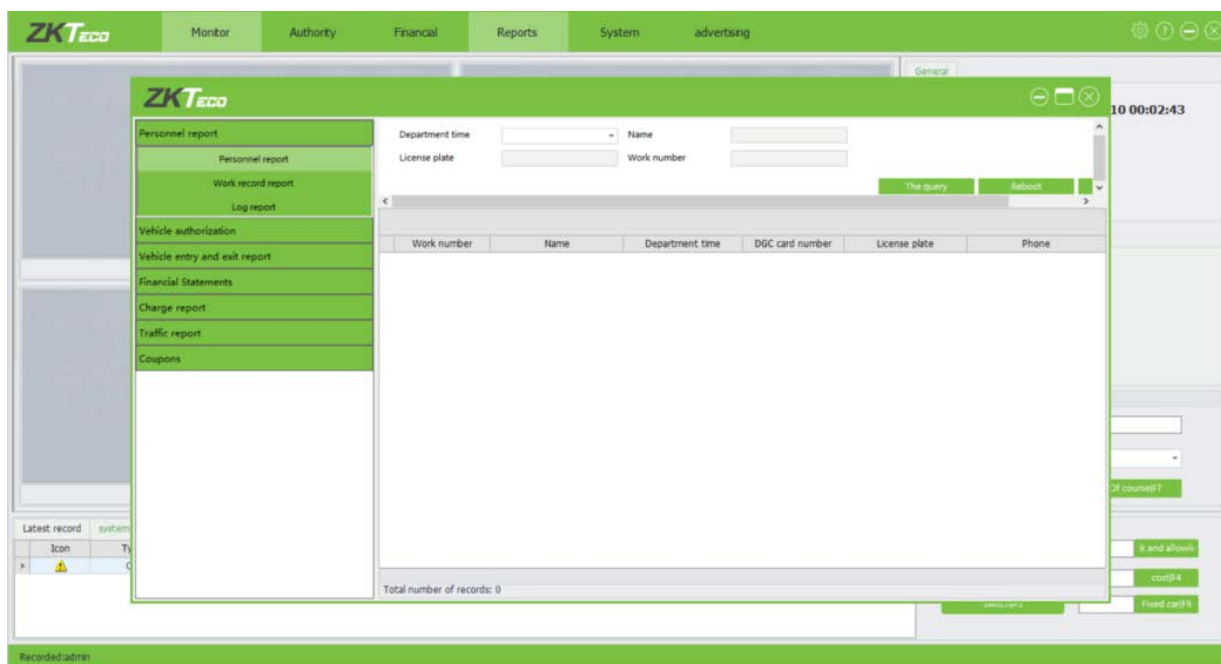 ZKTeco Monitor Authority Financial Reports System advertising
General
ZKTeco
10 00:02:43
Personnel report
Department time Name
License plate Work number
Personnel report
Work record report
The query Reboot
Log report
Vehicle authorization
Work number Name Department time DGC card number License plate Phone
Vehicle entry and exit report
Financial Statements
Charge report
Traffic report
Coupons
Of course|F7
Latest record system
Icon Ty
k and allowi
cost|F4
Total number of records: 0
Fixed car|F9
Recorded:admin